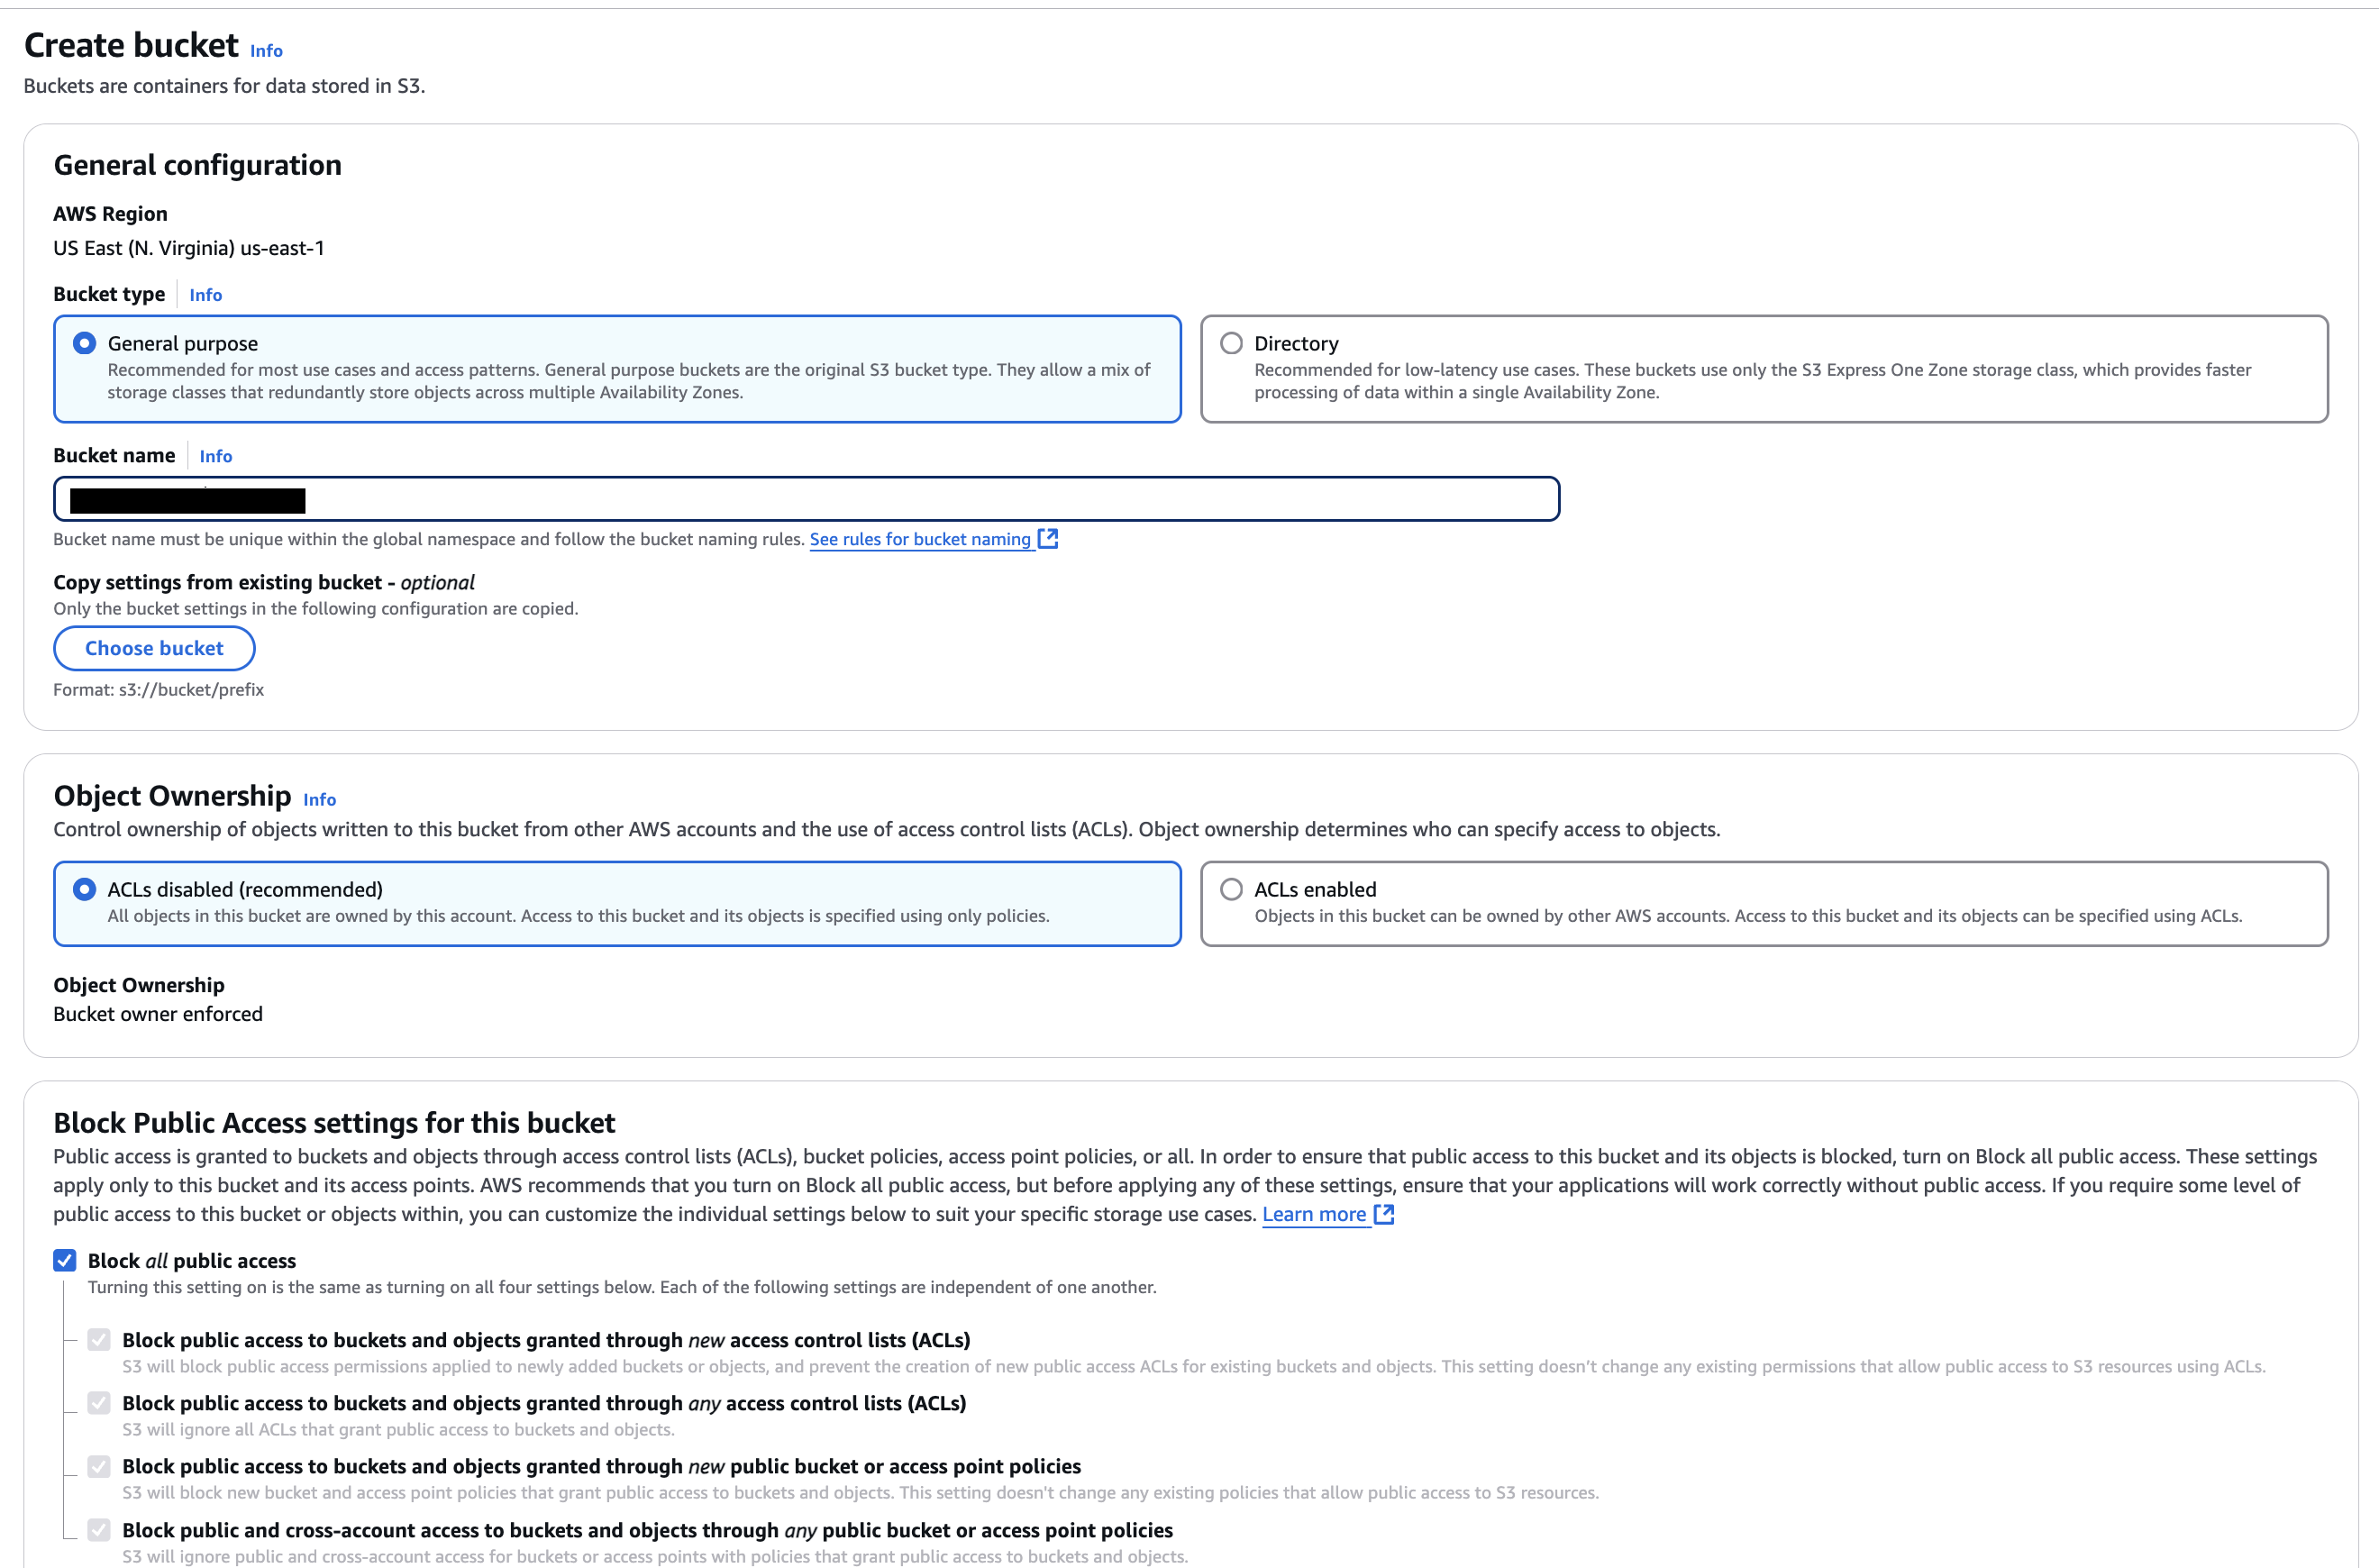 Create bucket Info
Buckets are containers for data stored in S3.
General configuration
AWS Region
US East (N. Virginia) us-east-1
Bucket type Info
General purpose
Recommended for most use cases and access patterns. General purpose buckets are the original S3 bucket type. They allow a mix of
storage classes that redundantly store objects across multiple Availability Zones.
Directory
Recommended for low-latency use cases. These buckets use only the S3 Express One Zone storage class, which provides faster
processing of data within a single Availability Zone.
Bucket name Info
Bucket name must be unique within the global namespace and follow the bucket naming rules. See rules for bucket naming
Copy settings from existing bucket - optional
Only the bucket settings in the following configuration are copied.
Choose bucket
Format: s3://bucket/prefix
Object Ownership Info
Control ownership of objects written to this bucket from other AWS accounts and the use of access control lists (ACLs). Object ownership determines who can specify access to objects.
ACLs disabled (recommended)
All objects in this bucket are owned by this account. Access to this bucket and its objects is specified using only policies.
ACLs enabled
Objects in this bucket can be owned by other AWS accounts. Access to this bucket and its objects can be specified using ACLs.
Object Ownership
Bucket owner enforced
Block Public Access settings for this bucket
Public access is granted to buckets and objects through access control lists (ACLs), bucket policies, access point policies, or all. In order to ensure that public access to this bucket and its objects is blocked, turn on Block all public access. These settings
apply only to this bucket and its access points. AWS recommends that you turn on Block all public access, but before applying any of these settings, ensure that your applications will work correctly without public access. If you require some level of
public access to this bucket or objects within, you can customize the individual settings below to suit your specific storage use cases. Learn more
Block all public access
Turning this setting on is the same as turning on all four settings below. Each of the following settings are independent of one another.
Block public access to buckets and objects granted through new access control lists (ACLs)
S3 will block public access permissions applied to newly added buckets or objects, and prevent the creation of new public access ACLs for existing buckets and objects. This setting doesn’t change any existing permissions that allow public access to S3 resources using ACLs.
Block public access to buckets and objects granted through any access control lists (ACLs)
S3 will ignore all ACLs that grant public access to buckets and objects.
Block public access to buckets and objects granted through new public bucket or access point policies
S3 will block new bucket and access point policies that grant public access to buckets and objects. This setting doesn't change any existing policies that allow public access to S3 resources.
Block public and cross-account access to buckets and objects through any public bucket or access point policies
S3 will ignore public and cross-account access for buckets or access points with policies that grant public access to buckets and objects.